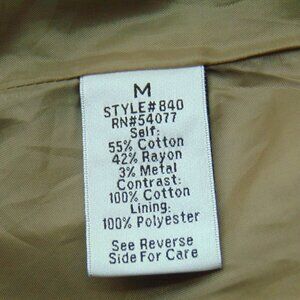 M
STYLE#840
RN#54077
Self:
55% Cotton
42% Rayon
3% Metal
Contrast:
100% Cotton
Lining:
100% Polyester
See Reverse
Side For Care